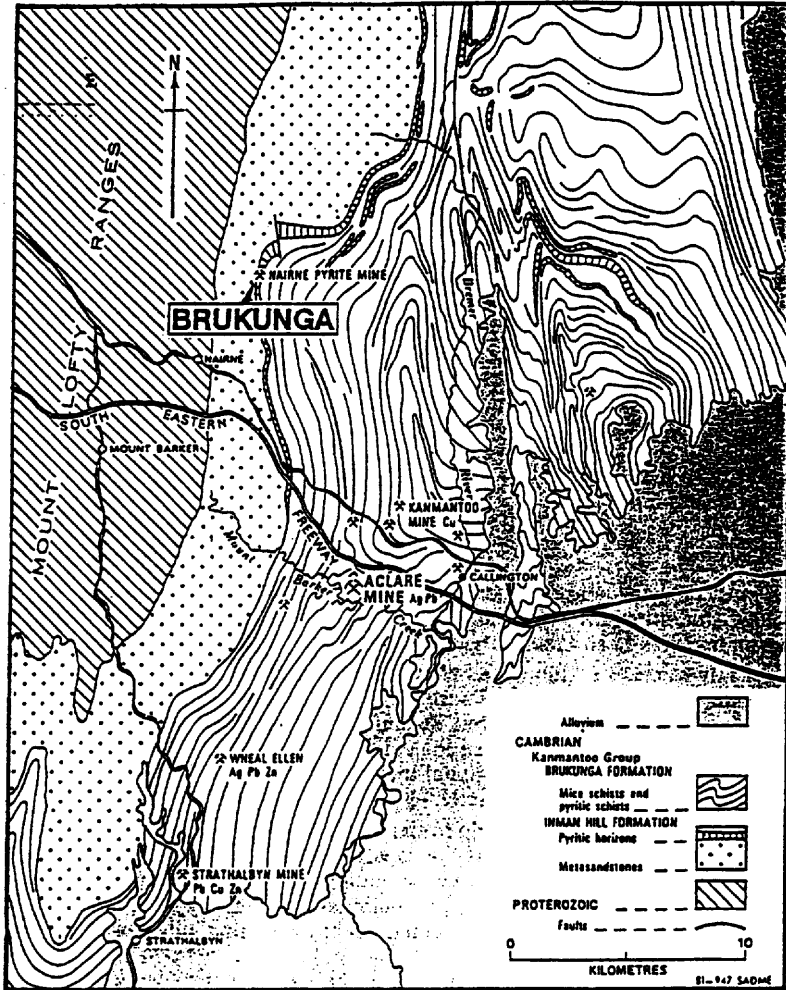 N
RANGES
LOFTY
MOUNT
NAIRNE PYRITE MINE
BRUKUNGA
NAIRNE
SOUTH EASTERN FREEWAY
MOUNT BARKER
Bremer
River
KANMANTOO
MINE Cu
Mount Barker Creek
ACLARE
MINE Ag Pb
CALLINGTON
WHEAL ELLEN
Ag Pb Zn
STRATHALBYN MINE
Pb Cu Zn
STRATHALBYN
Alluvium
CAMBRIAN
Kanmantoo Group
BRUKUNGA FORMATION
Mica schists and
pyritic schists
INMAN HILL FORMATION
Pyritic horizons
Metasandstones
PROTEROZOIC
Faults
0 10
KILOMETRES
81-947 SADME